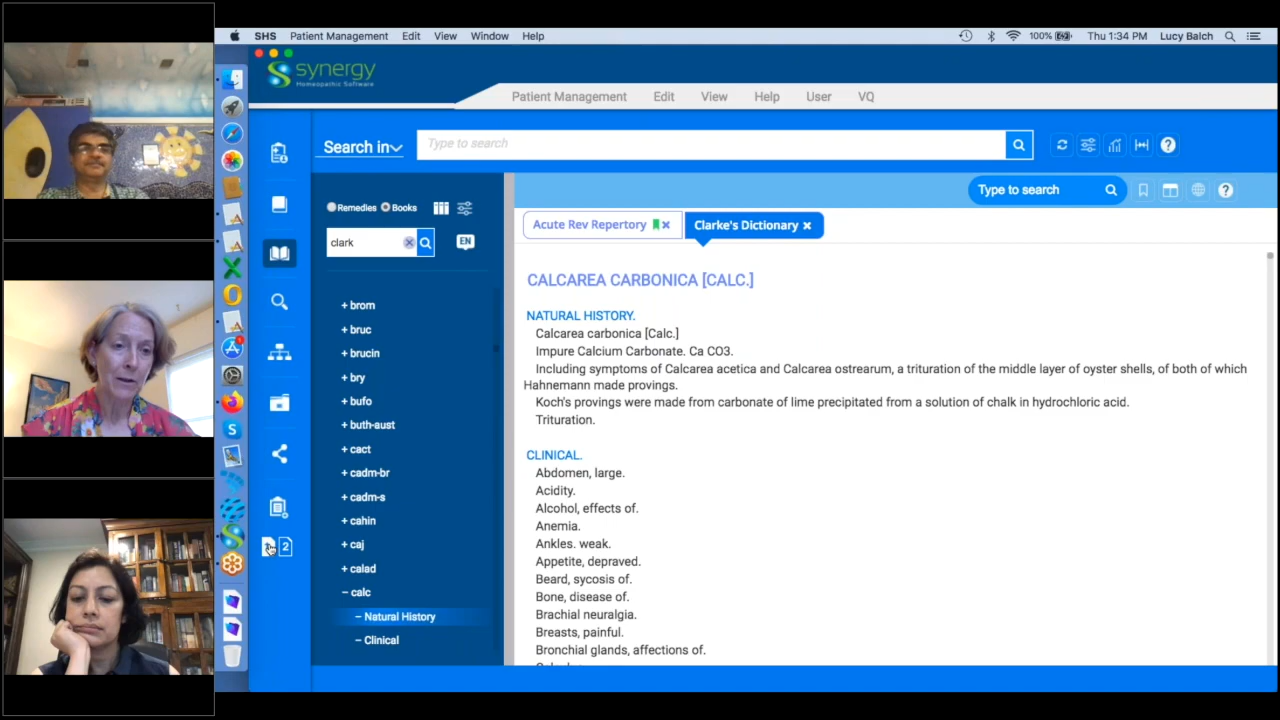 SHS Patient Management Edit View Window Help 100% Thu 1:34 PM Lucy Balch
synergy
Homeopathic Software
Patient Management Edit View Help User VQ
Search in Type to search
Type to search
Remedies Books
clark EN
Acute Rev Repertory Clarke's Dictionary
+ brom
+ bruc
+ brucin
+ bry
+ bufo
+ buth-aust
+ cact
+ cadm-br
+ cadm-s
+ cahin
+ caj
+ calad
– calc
– Natural History
– Clinical
2
CALCAREA CARBONICA [CALC.]
NATURAL HISTORY.
Calcarea carbonica [Calc.]
Impure Calcium Carbonate. Ca CO3.
Including symptoms of Calcarea acetica and Calcarea ostrearum, a trituration of the middle layer of oyster shells, of both of which
Hahnemann made provings.
Koch's provings were made from carbonate of lime precipitated from a solution of chalk in hydrochloric acid.
Trituration.
CLINICAL.
Abdomen, large.
Acidity.
Alcohol, effects of.
Anemia.
Ankles. weak.
Appetite, depraved.
Beard, sycosis of.
Bone, disease of.
Brachial neuralgia.
Breasts, painful.
Bronchial glands, affections of.